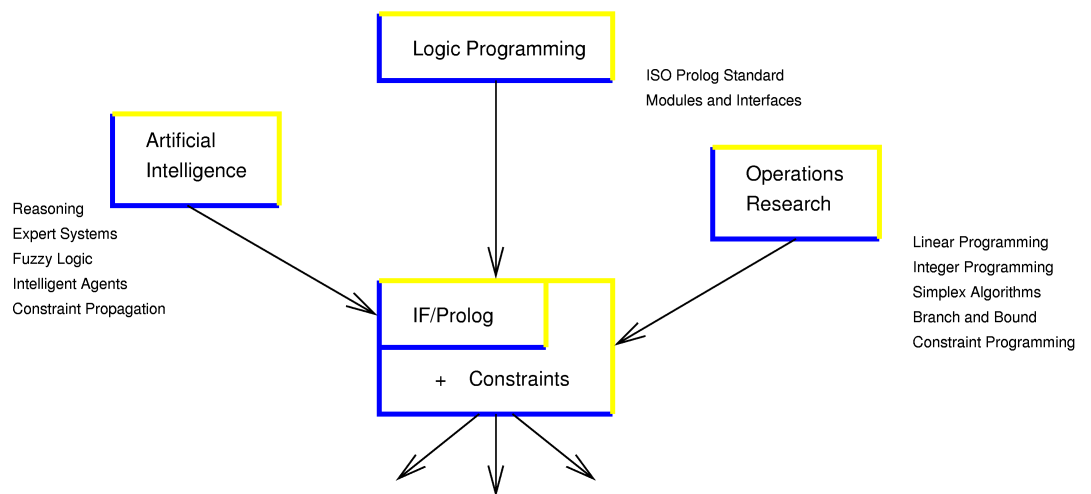 Logic Programming
ISO Prolog Standard
Modules and Interfaces
Artificial
Intelligence
Operations
Research
Reasoning
Expert Systems
Fuzzy Logic
Intelligent Agents
Constraint Propagation
Linear Programming
Integer Programming
Simplex Algorithms
Branch and Bound
Constraint Programming
IF/Prolog
+ Constraints